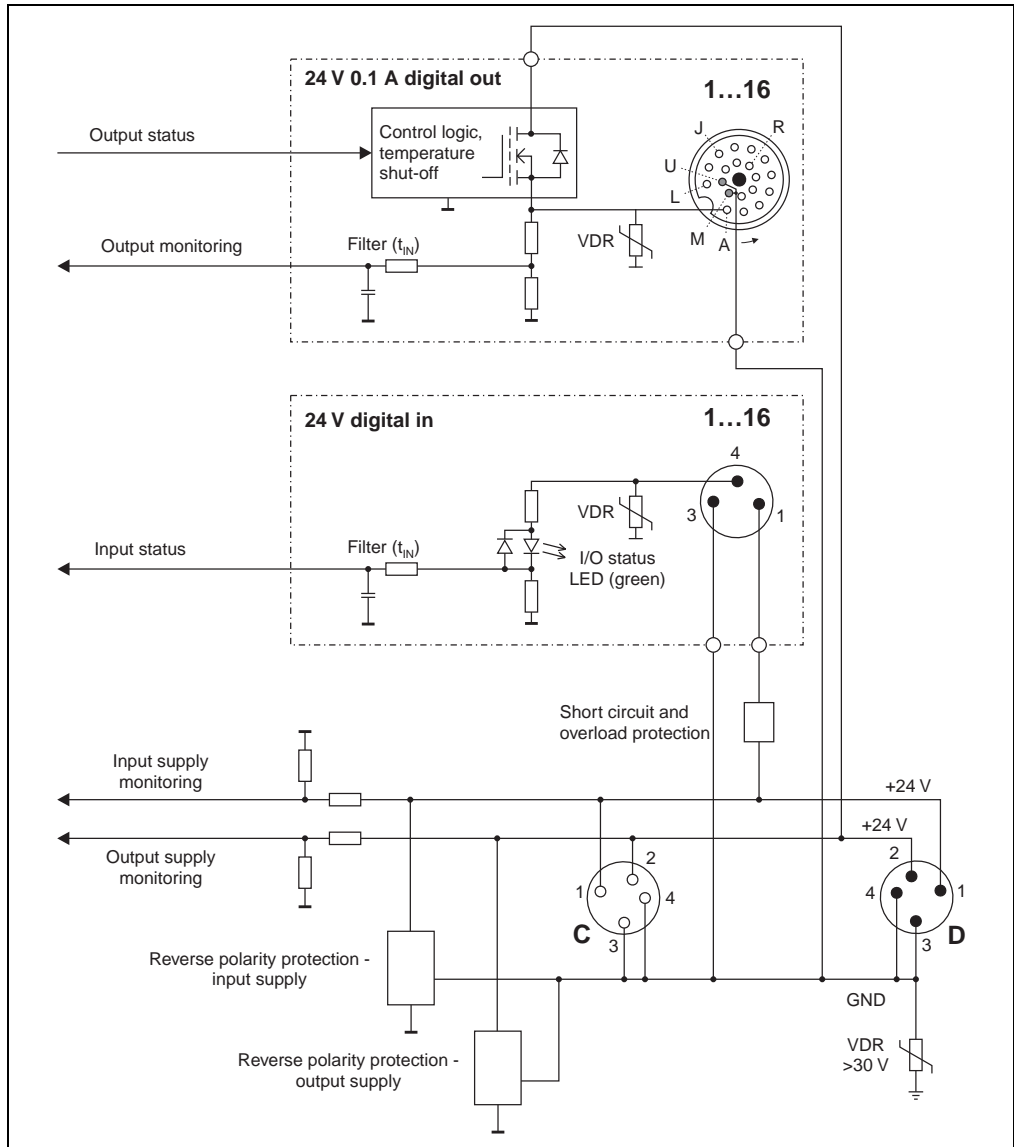 24 V 0.1 A digital out
1...16
Output status
Control logic,
temperature
shut-off
J
R
U
L
M
A
Output monitoring
Filter (tIN)
VDR
24 V digital in
1...16
4
3
1
VDR
Input status
Filter (tIN)
I/O status
LED (green)
Short circuit and
overload protection
Input supply
monitoring
+24 V
Output supply
monitoring
+24 V
2
1
4
3
C
2
4
1
3
D
Reverse polarity protection -
input supply
GND
Reverse polarity protection -
output supply
VDR
>30 V